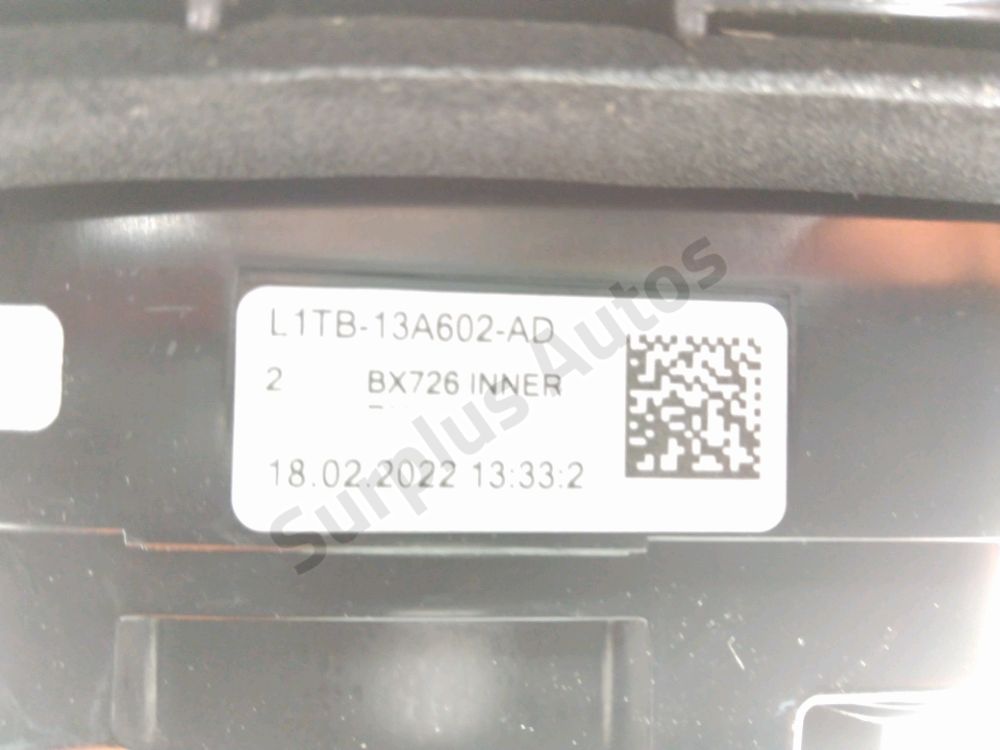 L1TB-13A602-AD
2 BX726 INNER
18.02.2022 13:33:2
Surplus Autos